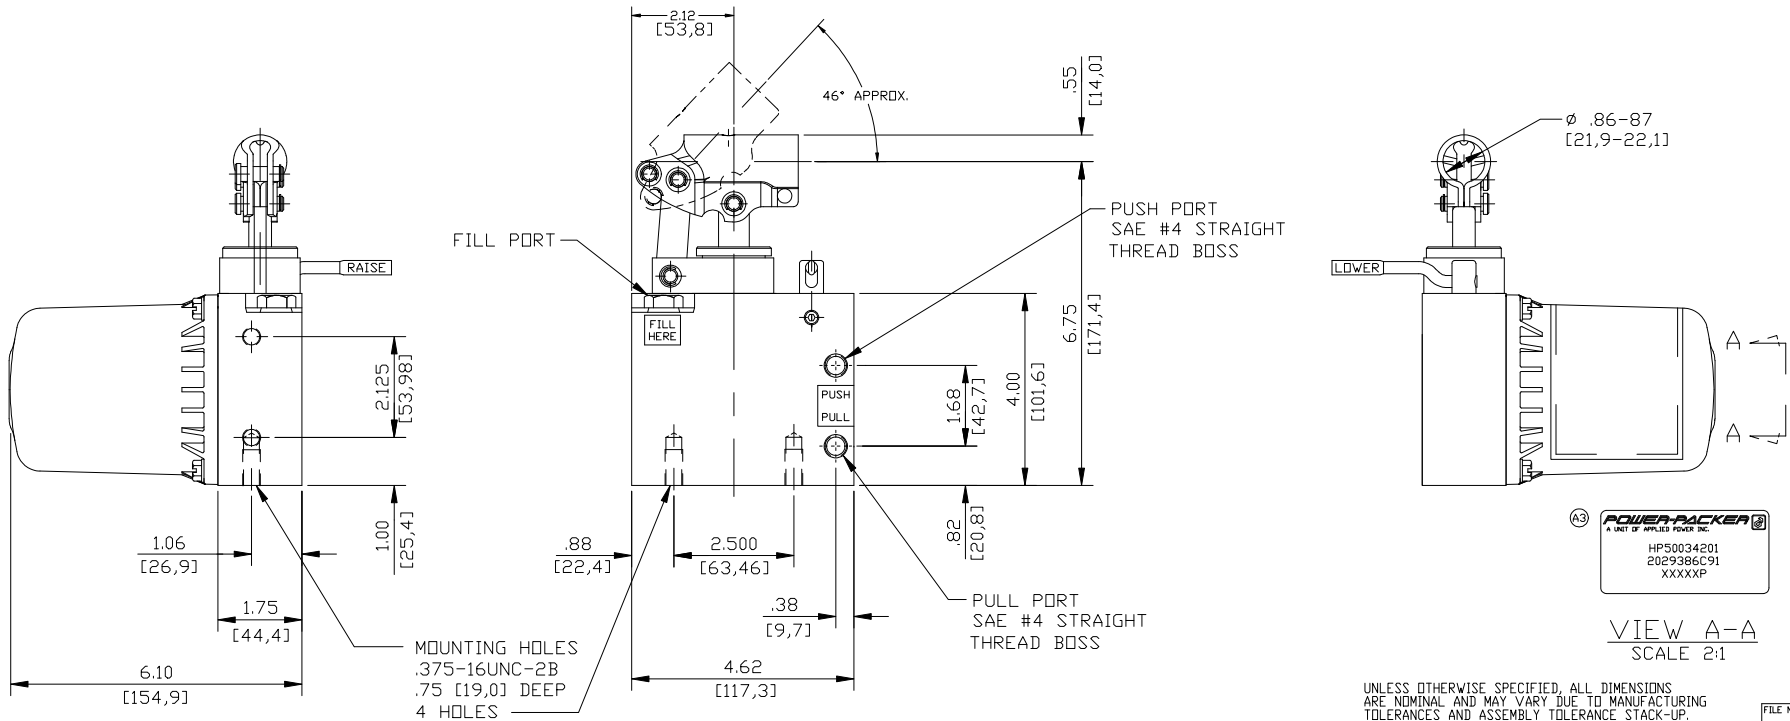 2.12
[53,8]
46° APPROX.
.55
[14,0]
ø .86-87
[21,9-22,1]
PUSH PORT
SAE #4 STRAIGHT
THREAD BOSS
FILL PORT
RAISE
LOWER
FILL
HERE
PUSH
PULL
2.125
[53,98]
1.68
[42,7]
4.00
[101,6]
6.75
[171,4]
A
A
1.00
[25,4]
.82
[20,8]
1.06
[26,9]
.88
[22,4]
2.500
[63,46]
1.75
[44,4]
.38
[9,7]
PULL PORT
SAE #4 STRAIGHT
THREAD BOSS
6.10
[154,9]
4.62
[117,3]
MOUNTING HOLES
.375-16UNC-2B
.75 [19,0] DEEP
4 HOLES
A3
POWER-PACKER
A UNIT OF APPLIED POWER INC.
HP50034201
2029386C91
XXXXXP
VIEW A-A
SCALE 2:1
UNLESS OTHERWISE SPECIFIED, ALL DIMENSIONS
ARE NOMINAL AND MAY VARY DUE TO MANUFACTURING
TOLERANCES AND ASSEMBLY TOLERANCE STACK-UP.
FILE